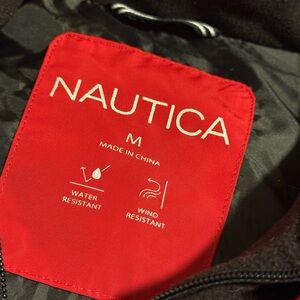 NAUTICA
M
MADE IN CHINA
WATER
RESISTANT
WIND
RESISTANT